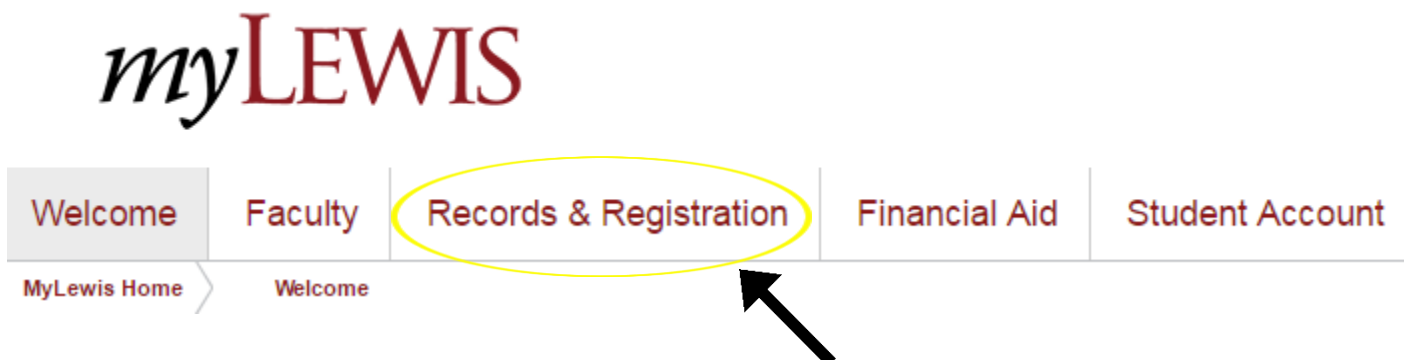 myLEWIS
Welcome Faculty Records & Registration Financial Aid Student Account
MyLewis Home Welcome